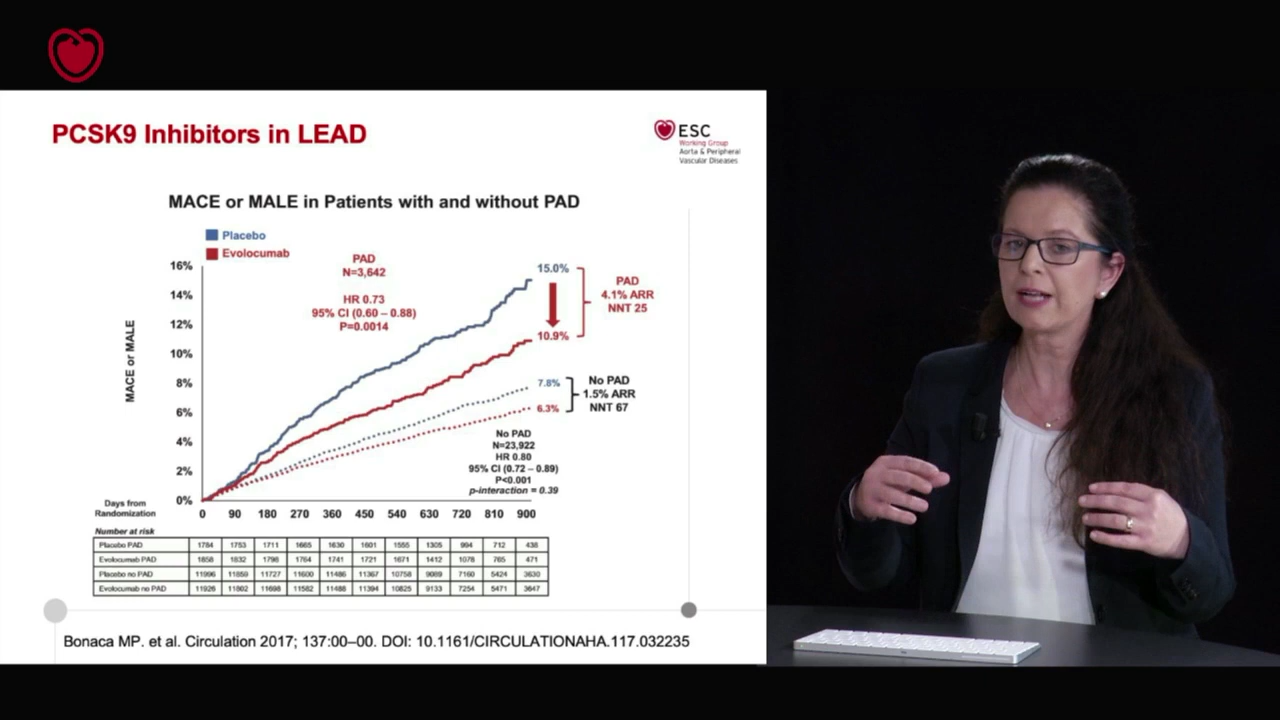 PCSK9 Inhibitors in LEAD
ESC
Working Group
Aorta & Peripheral
Vascular Diseases
MACE or MALE in Patients with and without PAD
Placebo
Evolocumab
PAD
N=3,642
HR 0.73
95% CI (0.60 – 0.88)
P=0.0014
MACE or MALE
16%
14%
12%
10%
8%
6%
4%
2%
0%
15.0%
10.9%
PAD
4.1% ARR
NNT 25
7.8%
6.3%
No PAD
1.5% ARR
NNT 67
No PAD
N=23,922
HR 0.80
95% CI (0.72 – 0.89)
P<0.001
p-interaction = 0.39
Days from
Randomization
0 90 180 270 360 450 540 630 720 810 900
Number at risk
Placebo PAD 1784 1753 1711 1665 1630 1601 1555 1305 994 712 438
Evolocumab PAD 1858 1832 1798 1764 1741 1721 1671 1412 1078 765 471
Placebo no PAD 11996 11859 11727 11600 11486 11367 10758 9089 7160 5424 3630
Evolocumab no PAD 11926 11802 11698 11582 11488 11394 10825 9133 7254 5471 3647
Bonaca MP. et al. Circulation 2017; 137:00–00. DOI: 10.1161/CIRCULATIONAHA.117.032235